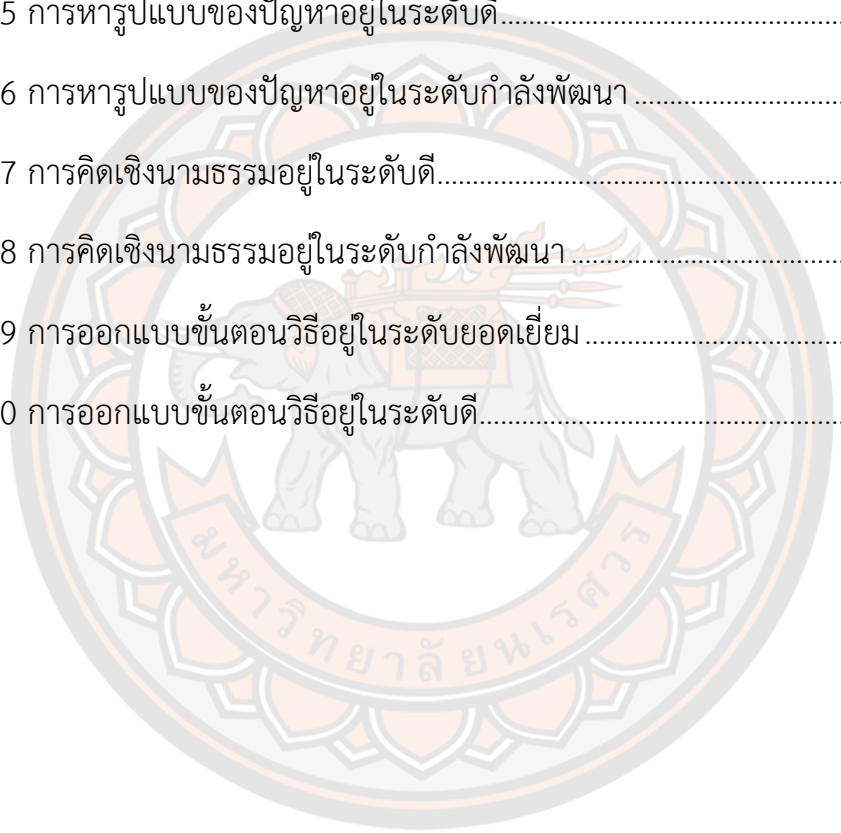 5 การหารูปแบบของปัญหาอยู่ในระดับดี........................................
6 การหารูปแบบของปัญหาอยู่ในระดับกำลังพัฒนา........................
7 การคิดเชิงนามธรรมอยู่ในระดับดี................................................
8 การคิดเชิงนามธรรมอยู่ในระดับกำลังพัฒนา...............................
9 การออกแบบขั้นตอนวิธีอยู่ในระดับยอดเยี่ยม..............................
0 การออกแบบขั้นตอนวิธีอยู่ในระดับดี...........................................
มหาวิทยาลัยนเรศวร